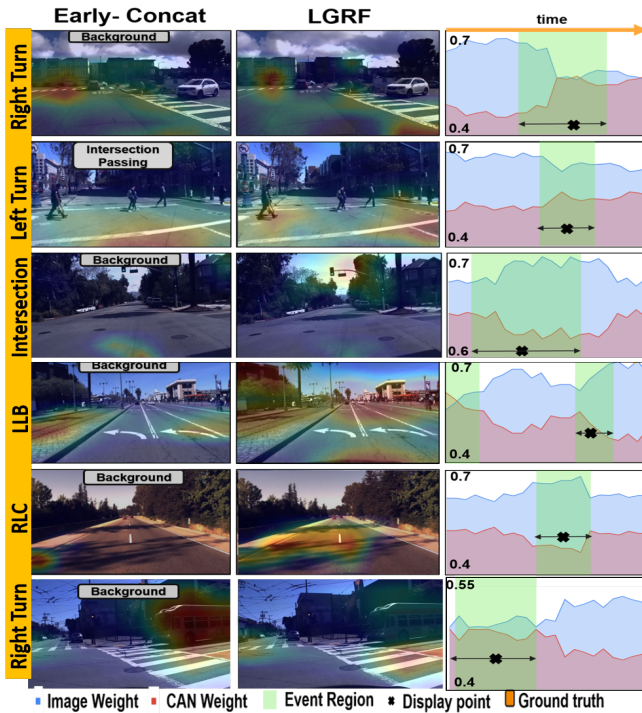 Early- Concat
LGRF
time
Right Turn
Background
0.7
0.4
Left Turn
Intersection
Passing
0.7
0.4
Intersection
Background
0.7
0.6
LLB
Background
0.7
0.4
RLC
Background
0.7
0.4
Right Turn
Background
0.55
0.4
Image Weight
CAN Weight
Event Region
Display point
Ground truth